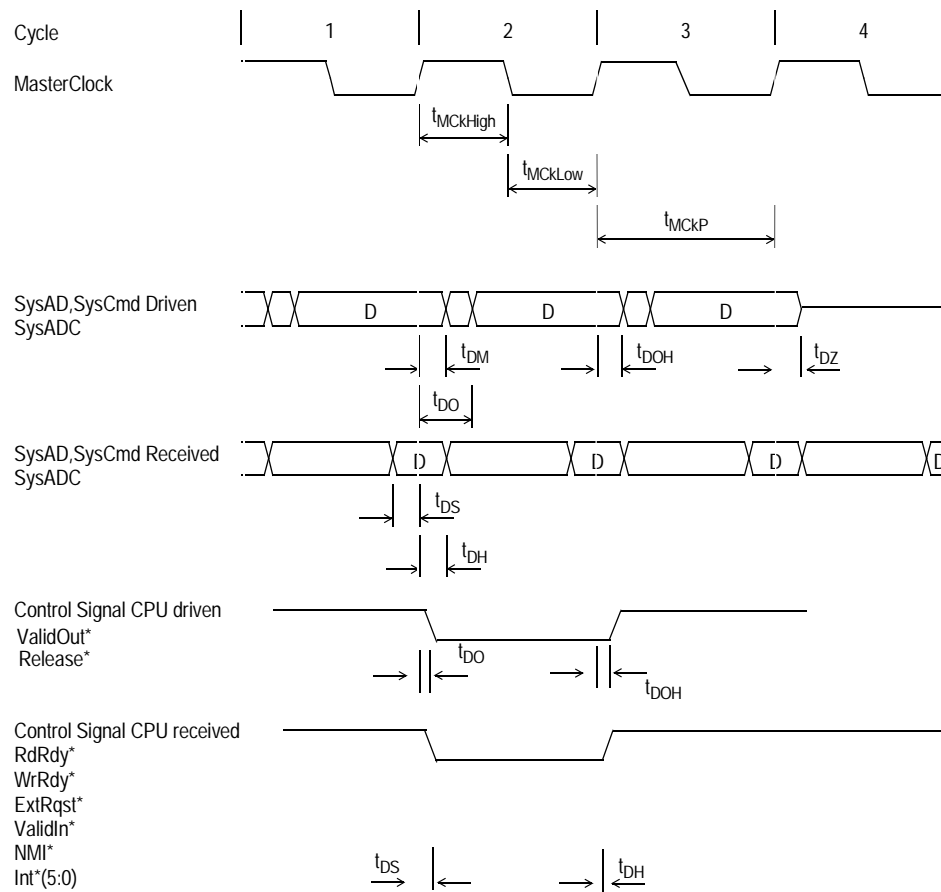 Cycle 1 2 3 4
MasterClock
tMCkHigh
tMCkLow
tMCkP
SysAD,SysCmd Driven
SysADC
D D D
tDM tDOH tDZ
tDO
SysAD,SysCmd Received
SysADC
D D D D
tDS
tDH
Control Signal CPU driven
ValidOut*
Release*
tDO
tDOH
Control Signal CPU received
RdRdy*
WrRdy*
ExtRqst*
ValidIn*
NMI*
Int*(5:0)
tDS tDH